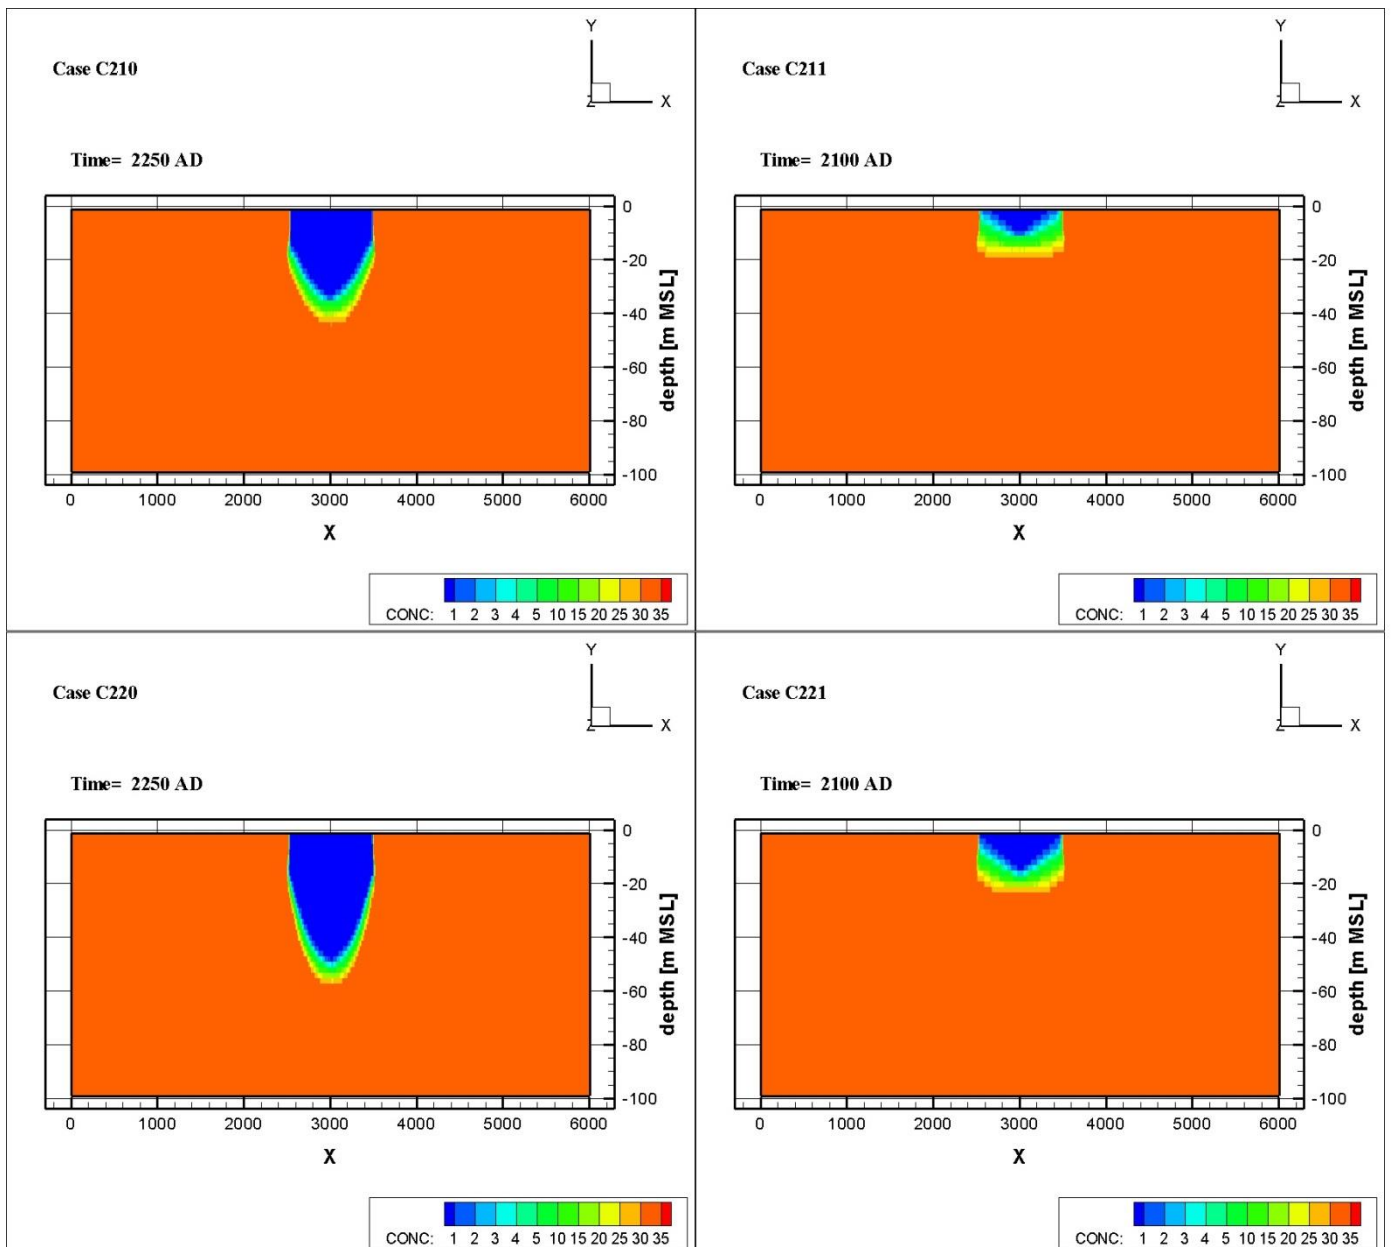 Y
Case C210
Z X
Time= 2250 AD
0
-20
-40
-60
-80
-100
depth [m MSL]
0 1000 2000 3000 4000 5000 6000
X
CONC: 1 2 3 4 5 10 15 20 25 30 35
Y
Case C211
Z X
Time= 2100 AD
0
-20
-40
-60
-80
-100
depth [m MSL]
0 1000 2000 3000 4000 5000 6000
X
CONC: 1 2 3 4 5 10 15 20 25 30 35
Y
Case C220
Z X
Time= 2250 AD
0
-20
-40
-60
-80
-100
depth [m MSL]
0 1000 2000 3000 4000 5000 6000
X
CONC: 1 2 3 4 5 10 15 20 25 30 35
Y
Case C221
Z X
Time= 2100 AD
0
-20
-40
-60
-80
-100
depth [m MSL]
0 1000 2000 3000 4000 5000 6000
X
CONC: 1 2 3 4 5 10 15 20 25 30 35